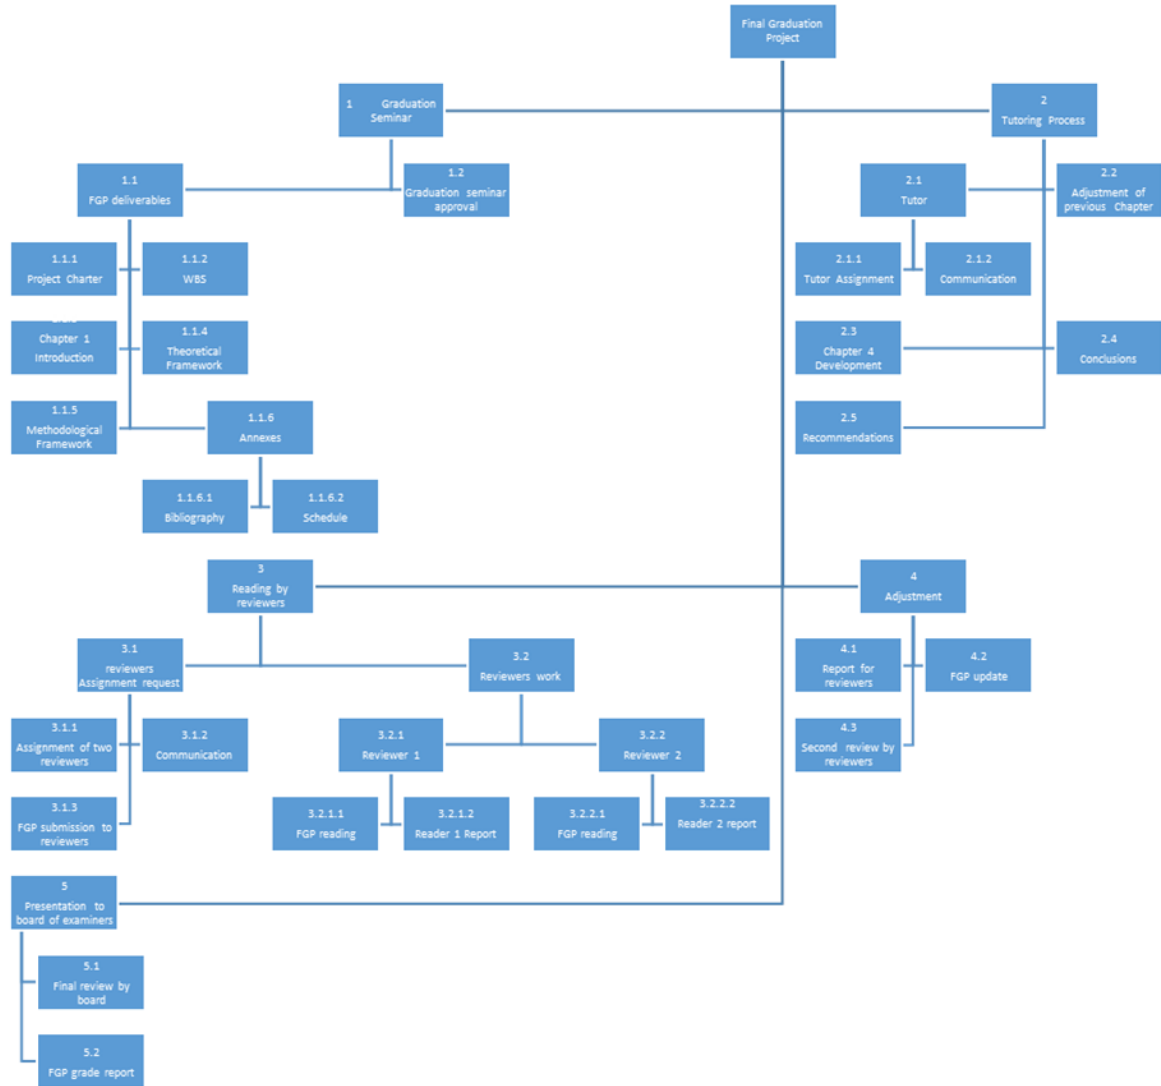 Final Graduation
Project
1 Graduation
Seminar
2
Tutoring Process
1.1
FGP deliverables
1.2
Graduation seminar
approval
2.1
Tutor
2.2
Adjustment of
previous Chapter
1.1.1
Project Charter
1.1.2
WBS
2.1.1
Tutor Assignment
2.1.2
Communication
Chapter 1
Introduction
1.1.4
Theoretical
Framework
2.3
Chapter 4
Development
2.4
Conclusions
1.1.5
Methodological
Framework
1.1.6
Annexes
2.5
Recommendations
1.1.6.1
Bibliography
1.1.6.2
Schedule
3
Reading by
reviewers
4
Adjustment
3.1
reviewers
Assignment request
3.2
Reviewers work
4.1
Report for
reviewers
4.2
FGP update
3.1.1
Assignment of two
reviewers
3.1.2
Communication
3.2.1
Reviewer 1
3.2.2
Reviewer 2
4.3
Second review by
reviewers
3.1.3
FGP submission to
reviewers
3.2.1.1
FGP reading
3.2.1.2
Reader 1 Report
3.2.2.1
FGP reading
3.2.2.2
Reader 2 report
5
Presentation to
board of examiners
5.1
Final review by
board
5.2
FGP grade report